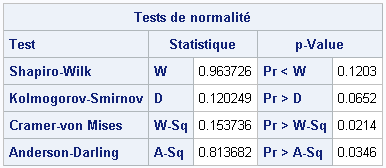 Tests de normalité
Test Statistique p-Value
Shapiro-Wilk W 0.963726 Pr < W 0.1203
Kolmogorov-Smirnov D 0.120249 Pr > D 0.0652
Cramer-von Mises W-Sq 0.153736 Pr > W-Sq 0.0214
Anderson-Darling A-Sq 0.813682 Pr > A-Sq 0.0346